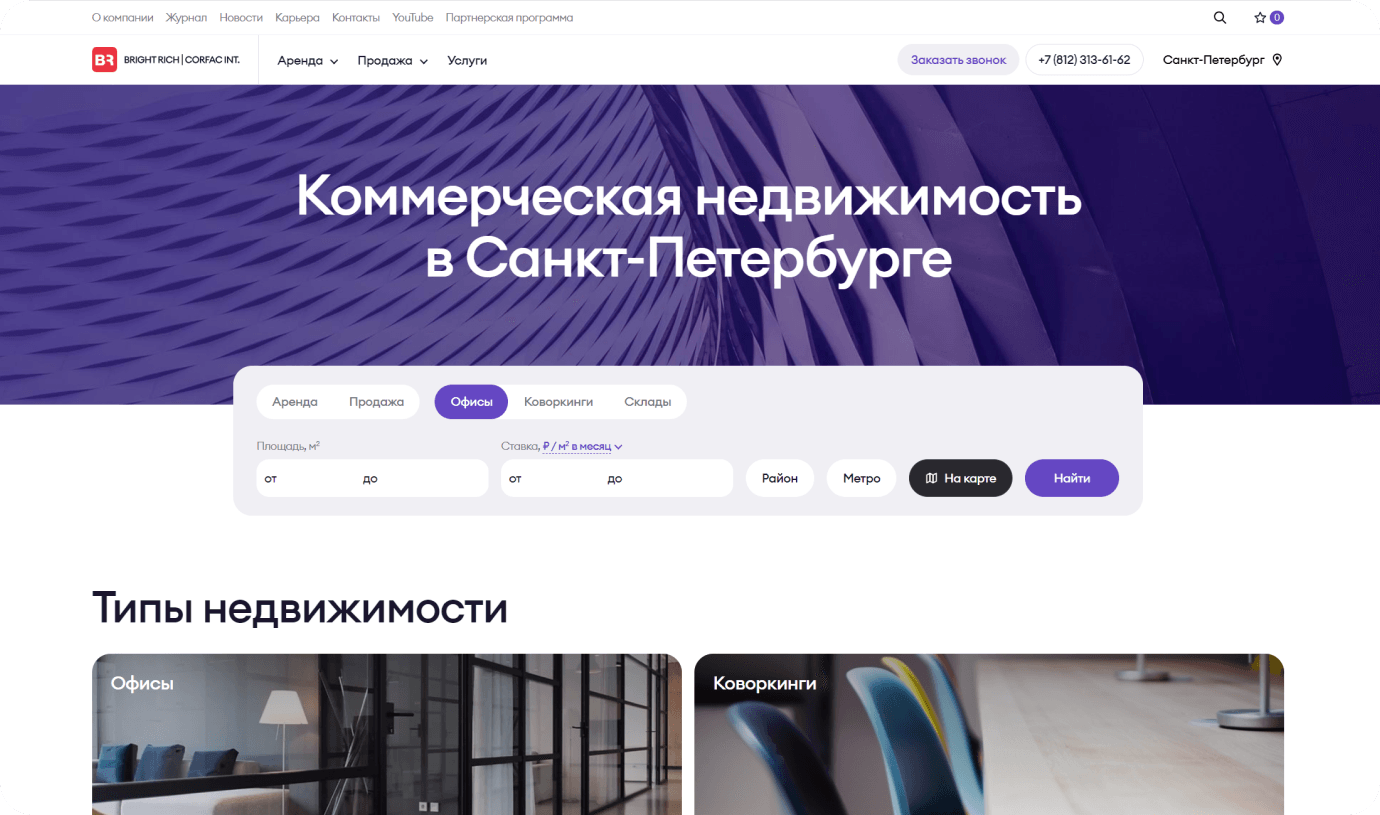 О компании Журнал Новости Карьера Контакты YouTube Партнерская программа
0
BR BRIGHT RICH | CORFAC INT. Аренда Продажа Услуги Заказать звонок +7 (812) 313-61-62 Санкт-Петербург
Коммерческая недвижимость
в Санкт-Петербурге
Аренда Продажа Офисы Коворкинги Склады
Площадь, м² Ставка, ₽ / м² в месяц
от до от до Район Метро На карте Найти
Типы недвижимости
Офисы Коворкинги